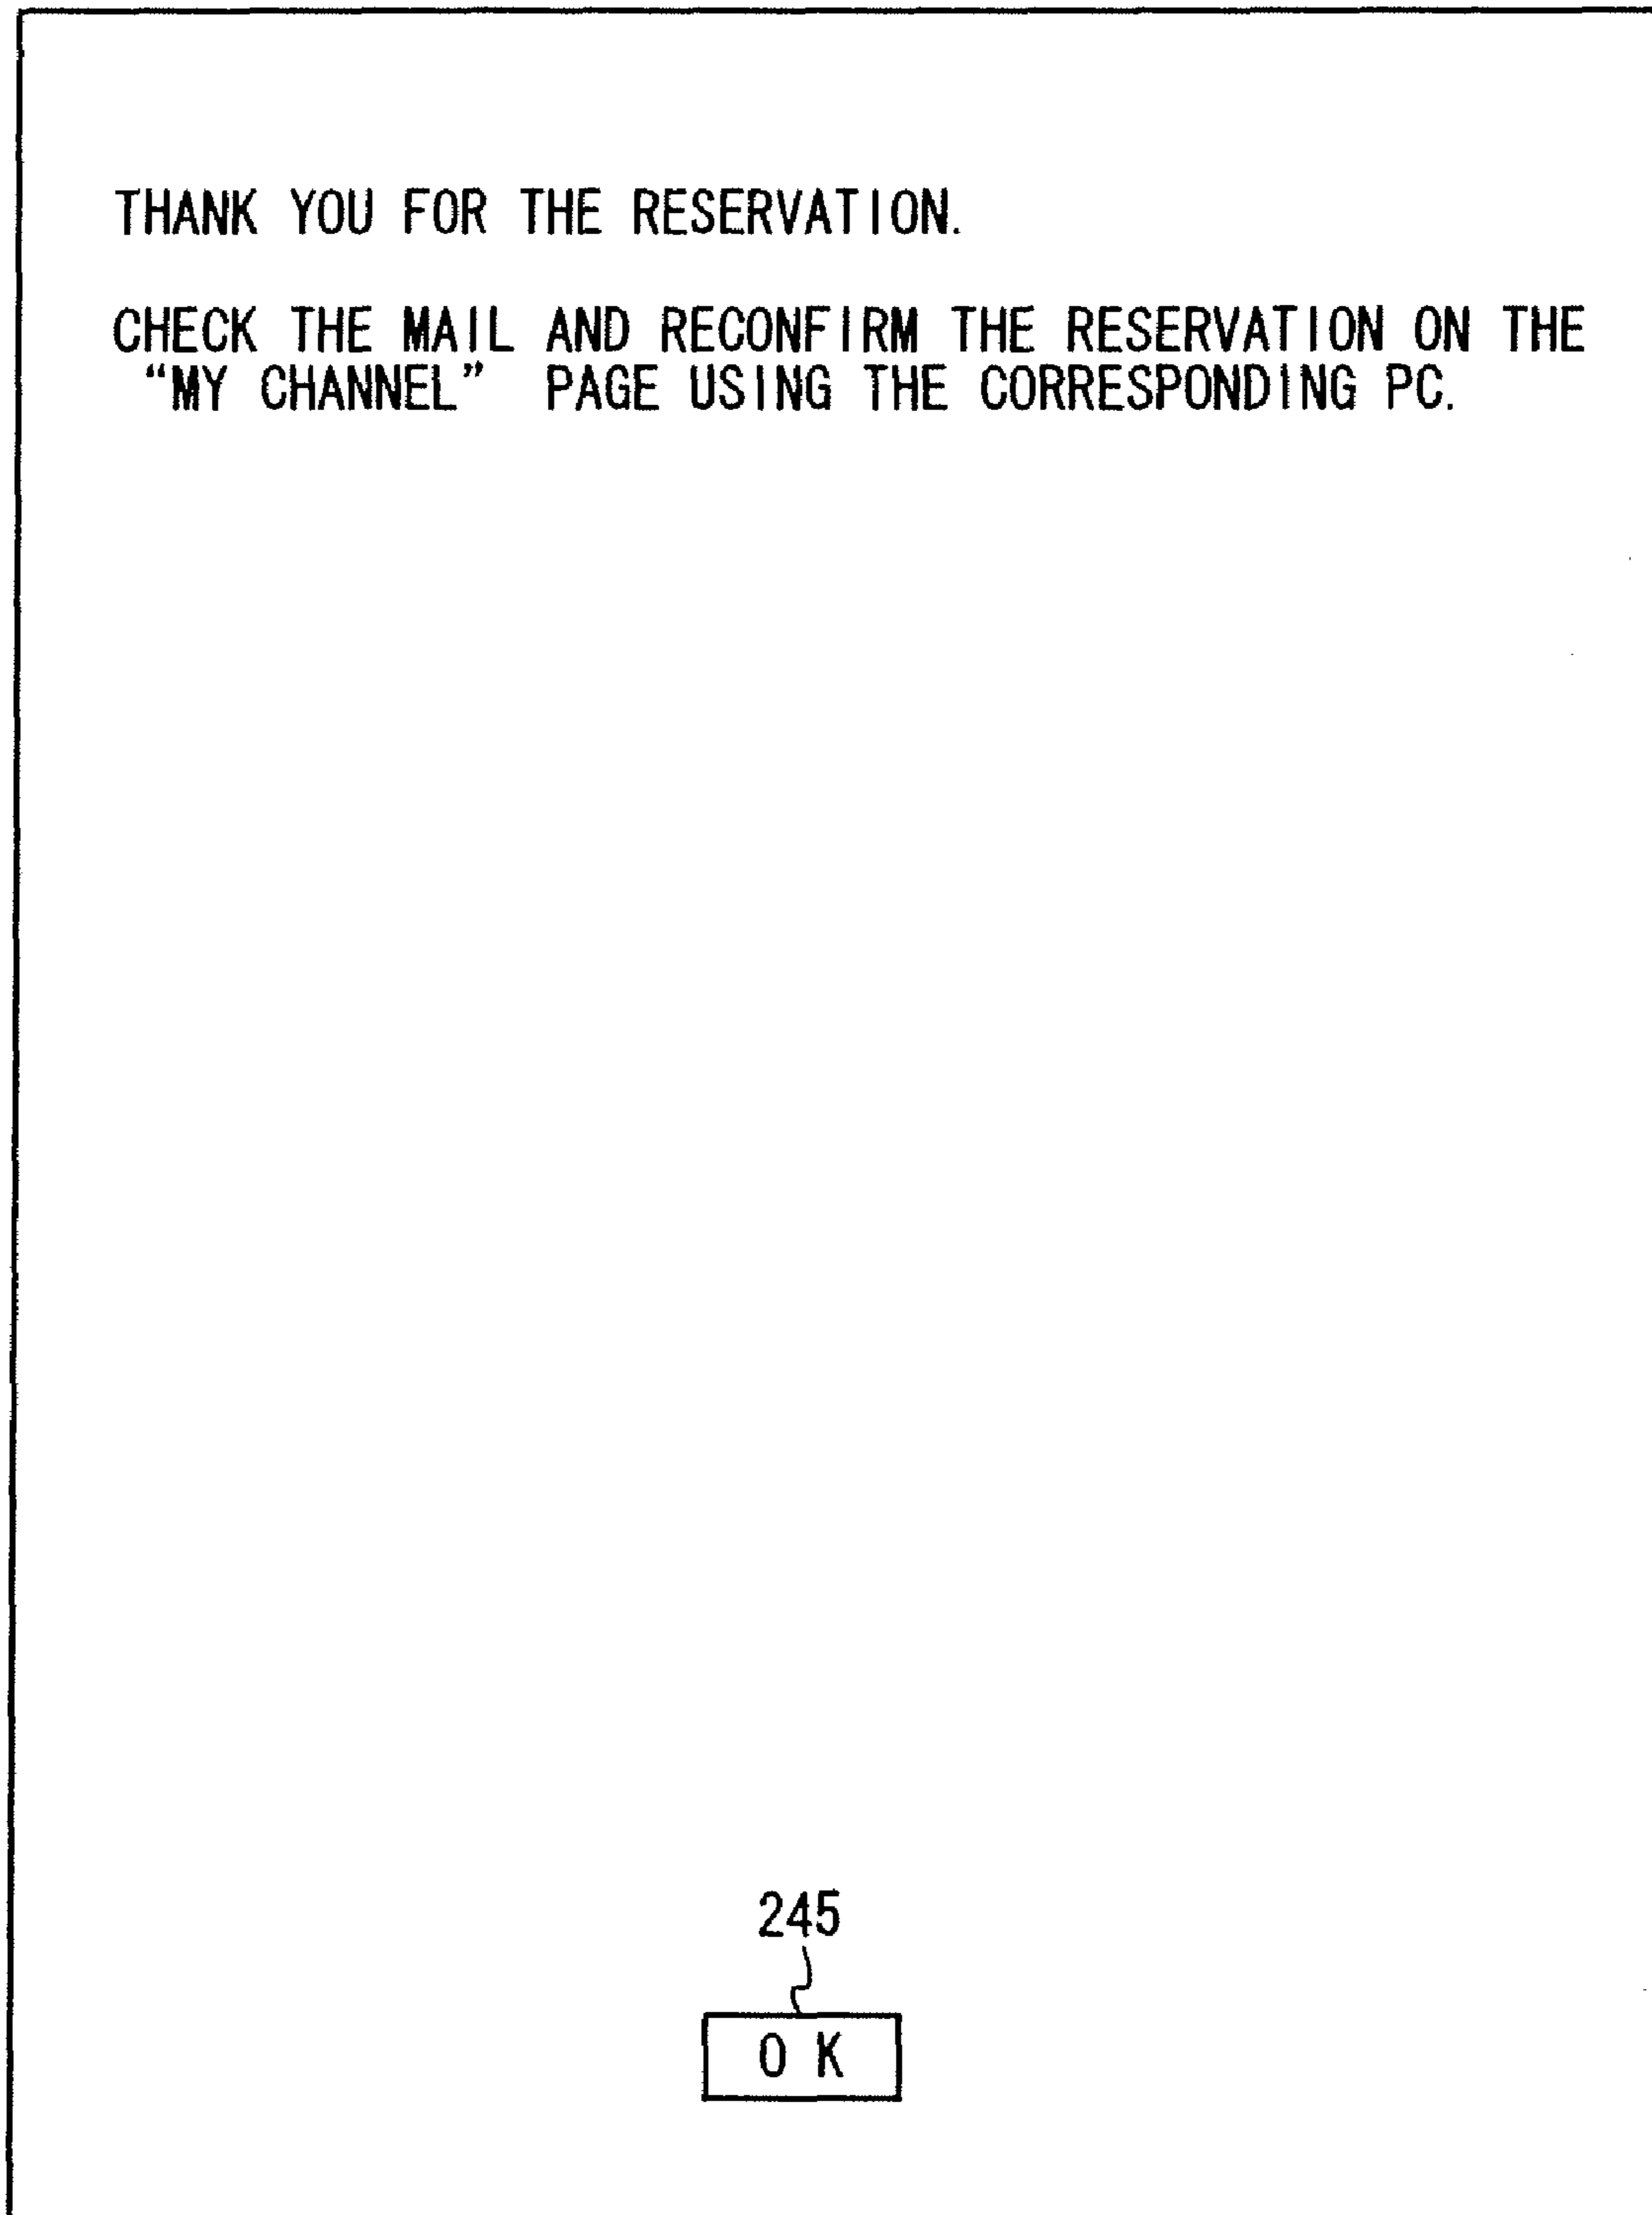 THANK YOU FOR THE RESERVATION.
CHECK THE MAIL AND RECONFIRM THE RESERVATION ON THE
“MY CHANNEL” PAGE USING THE CORRESPONDING PC.
245
OK